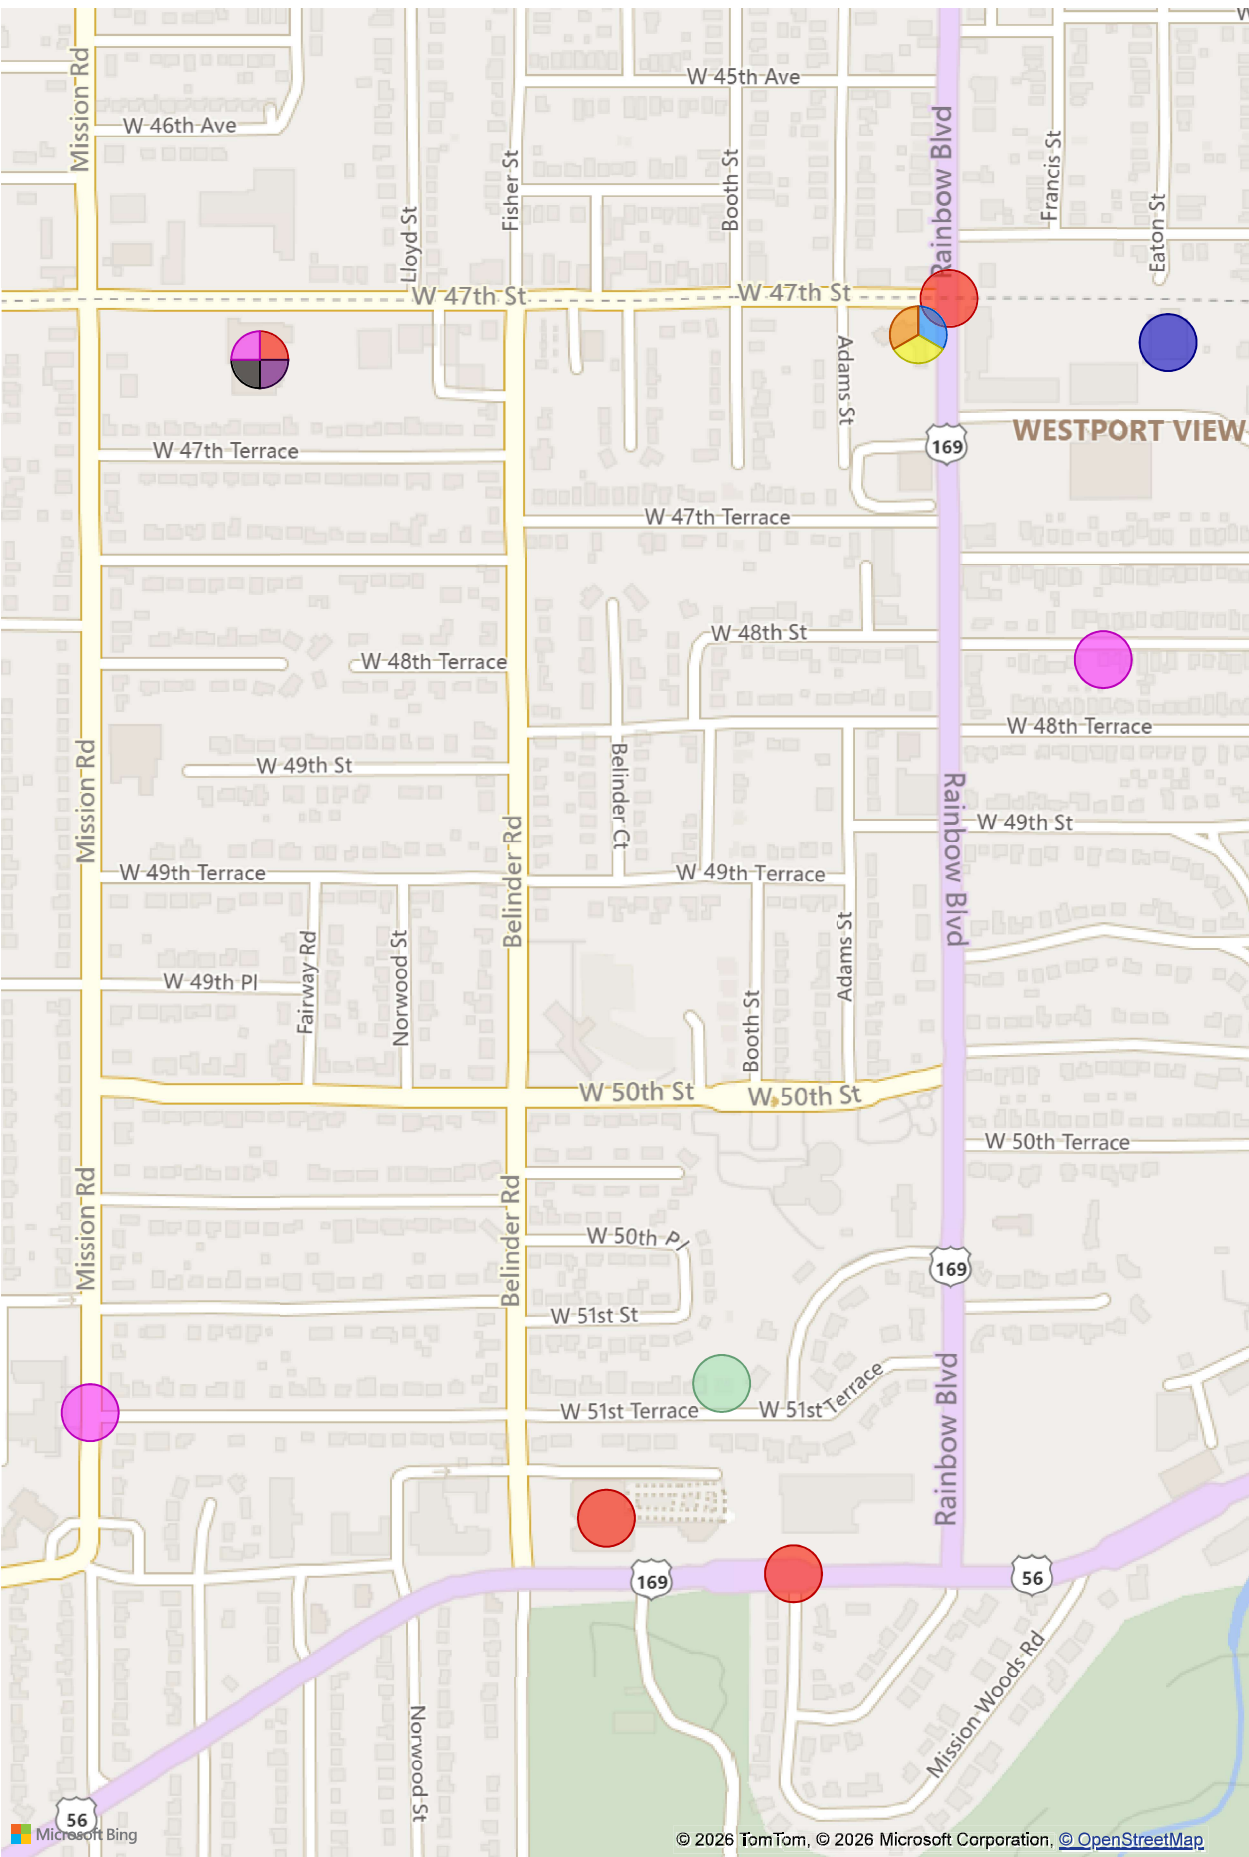 W
Mission Rd
W 45th Ave
W 46th Ave
Rainbow Blvd
Francis St
Fisher St
Booth St
Eaton St
Lloyd St
W 47th St
W 47th St
Adams St
WESTPORT VIEW
169
W 47th Terrace
W 47th Terrace
W 48th St
W 48th Terrace
W 48th Terrace
Mission Rd
Belinder Ct
W 49th St
Rainbow Blvd
W 49th St
Belinder Rd
W 49th Terrace
W 49th Terrace
Fairway Rd
Norwood St
Adams St
W 49th Pl
Booth St
W 50th St
W 50th St
W 50th Terrace
Mission Rd
Belinder Rd
W 50th Pl
169
W 51st St
Rainbow Blvd
W 51st Terrace
W 51st Terrace
169
56
Mission Woods Rd
Norwood St
56
Microsoft Bing
© 2026 TomTom, © 2026 Microsoft Corporation, © OpenStreetMap